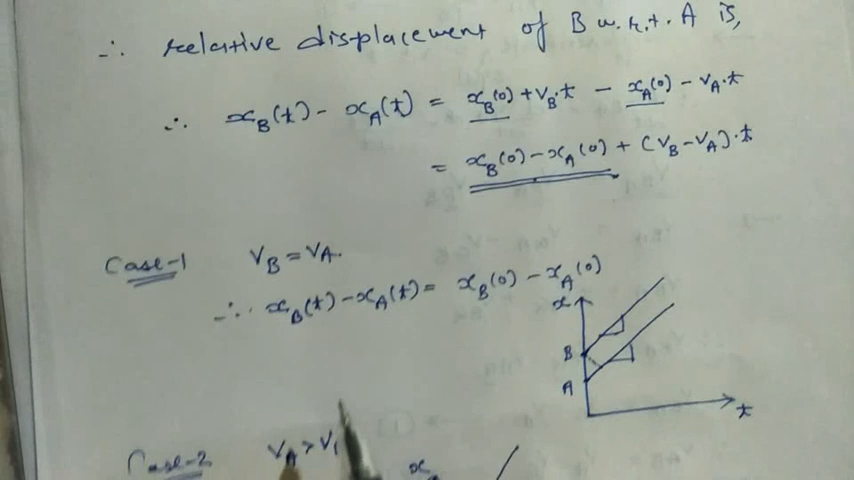 ∴ relative displacement of B w.r.t. A is,
∴ x_B(t) - x_A(t) = x_B(0) + v_B·t - x_A(0) - v_A·t
= x_B(0) - x_A(0) + (v_B - v_A)·t
Case-1 V_B = V_A.
∴ x_B(t) - x_A(t) = x_B(0) - x_A(0)
x
B
A
t
Case-2 V_A > V
x